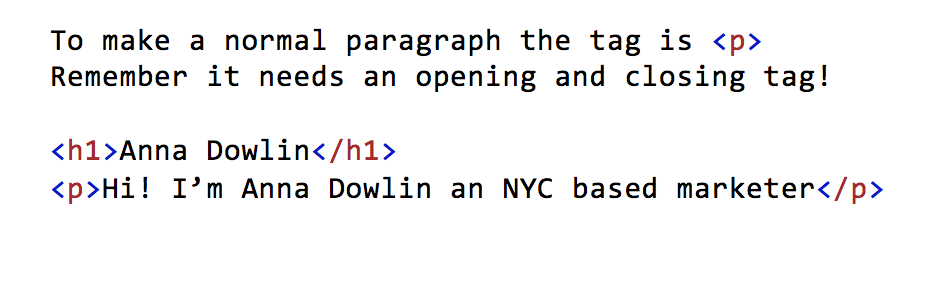 To make a normal paragraph the tag is <p>
Remember it needs an opening and closing tag!
<h1>Anna Dowlin</h1>
<p>Hi! I’m Anna Dowlin an NYC based marketer</p>